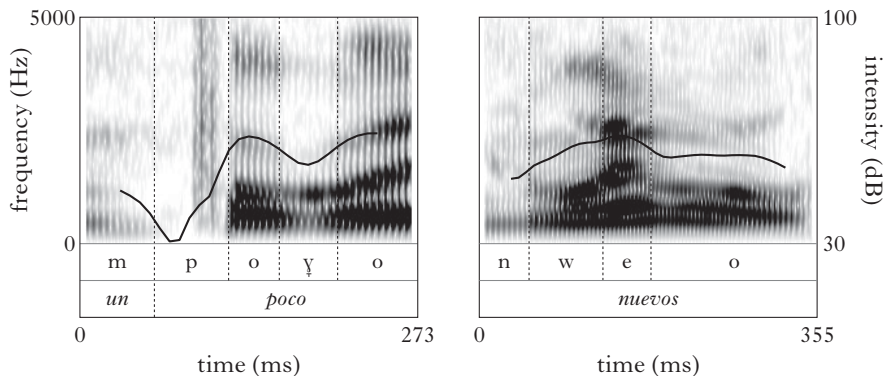 5000
frequency (Hz)
0
m p o ɣ̞ o
un poco
0 273
time (ms)
n w e o
nuevos
0 355
time (ms)
100
intensity (dB)
30